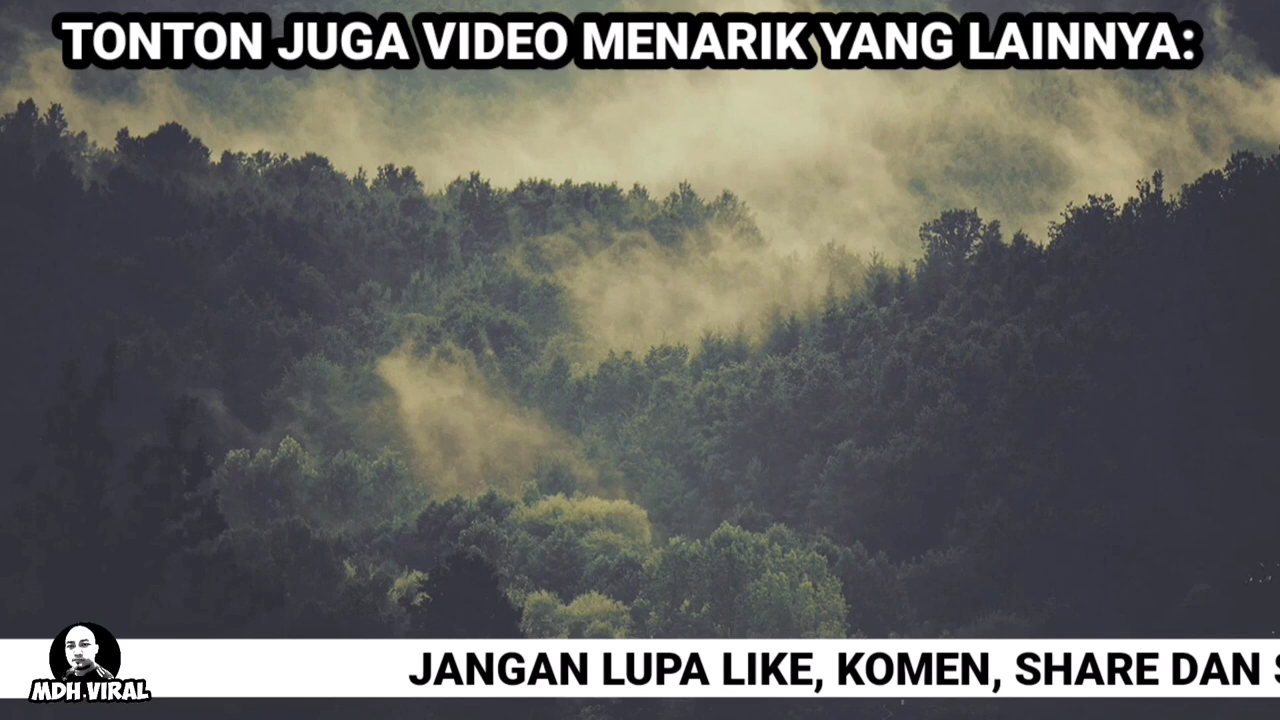 TONTON JUGA VIDEO MENARIK YANG LAINNYA:
JANGAN LUPA LIKE, KOMEN, SHARE DAN
MDH.VIRAL